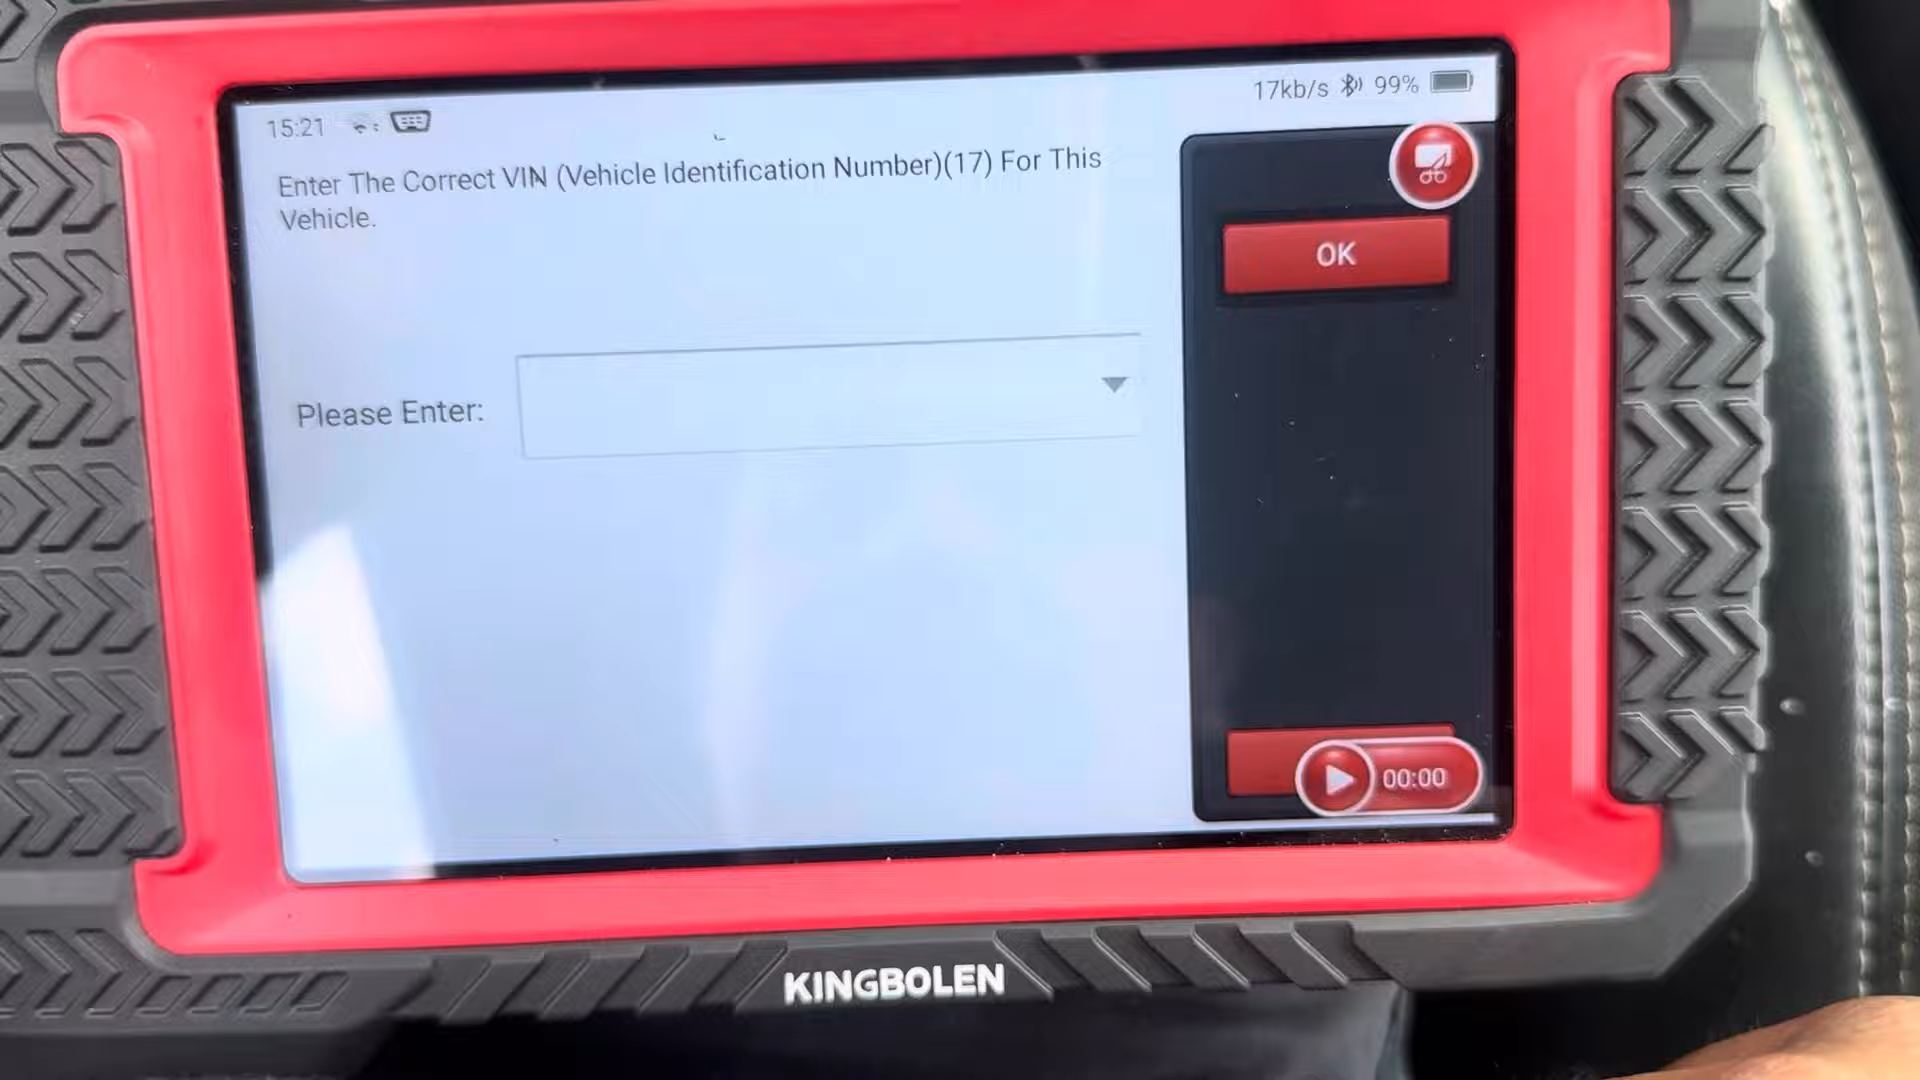 17kb/s 99%
15:21
Enter The Correct VIN (Vehicle Identification Number)(17) For This
Vehicle.
OK
Please Enter:
00:00
KINGBOLEN